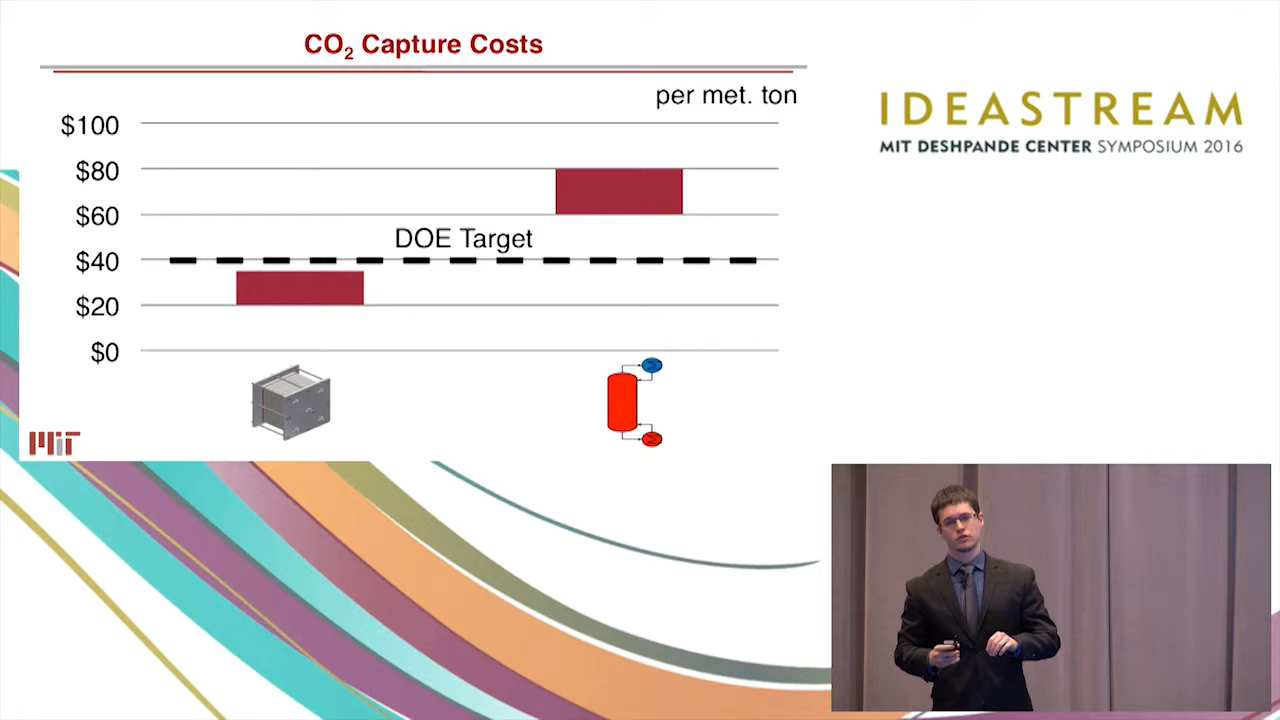 CO₂ Capture Costs
per met. ton
$100
$80
$60
DOE Target
$40
$20
$0
MIT
IDEASTREAM
MIT DESHPANDE CENTER SYMPOSIUM 2016